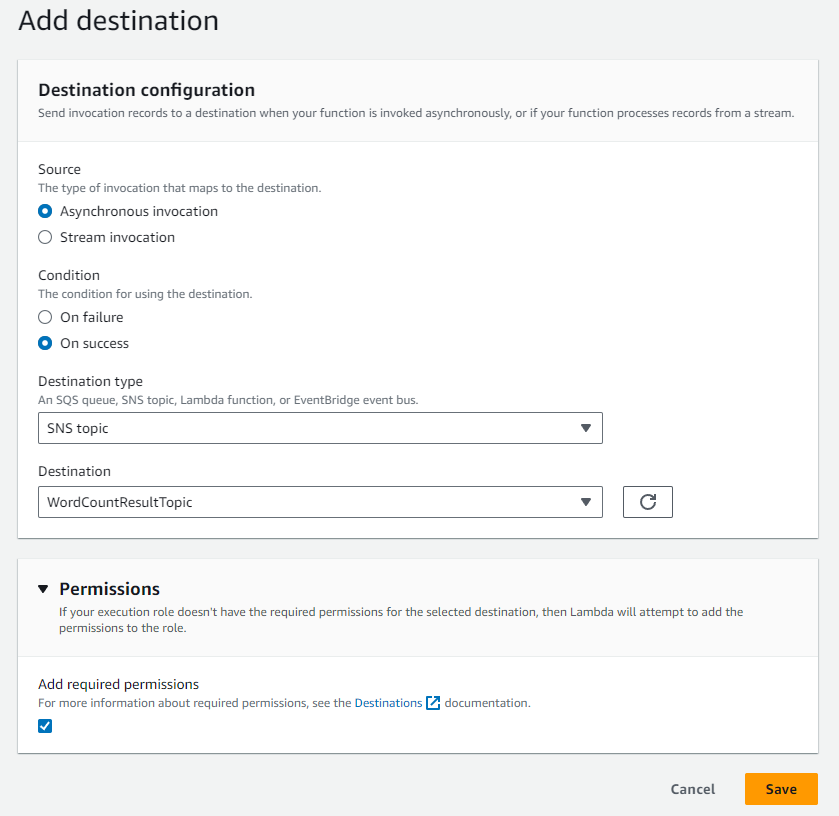 Add destination
Destination configuration
Send invocation records to a destination when your function is invoked asynchronously, or if your function processes records from a stream.
Source
The type of invocation that maps to the destination.
Asynchronous invocation
Stream invocation
Condition
The condition for using the destination.
On failure
On success
Destination type
An SQS queue, SNS topic, Lambda function, or EventBridge event bus.
SNS topic
Destination
WordCountResultTopic
Permissions
If your execution role doesn't have the required permissions for the selected destination, then Lambda will attempt to add the
permissions to the role.
Add required permissions
For more information about required permissions, see the Destinations documentation.
Cancel
Save